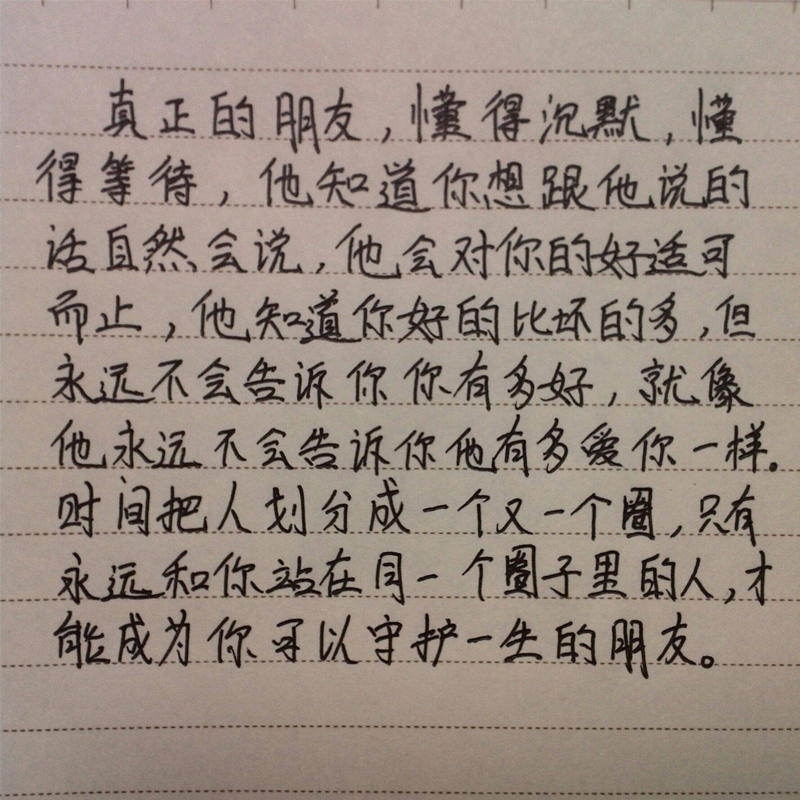 真正的朋友，懂得沉默，懂
得等待，他知道你想跟他说的
话自然会说，他会对你的好适可
而止，他知道你好的比坏的多，但
永远不会告诉你你有多好，就像
他永远不会告诉你他有多爱你一样。
时间把人划分成一个又一个圈，只有
永远和你站在同一个圈子里的人，才
能成为你可以守护一生的朋友。